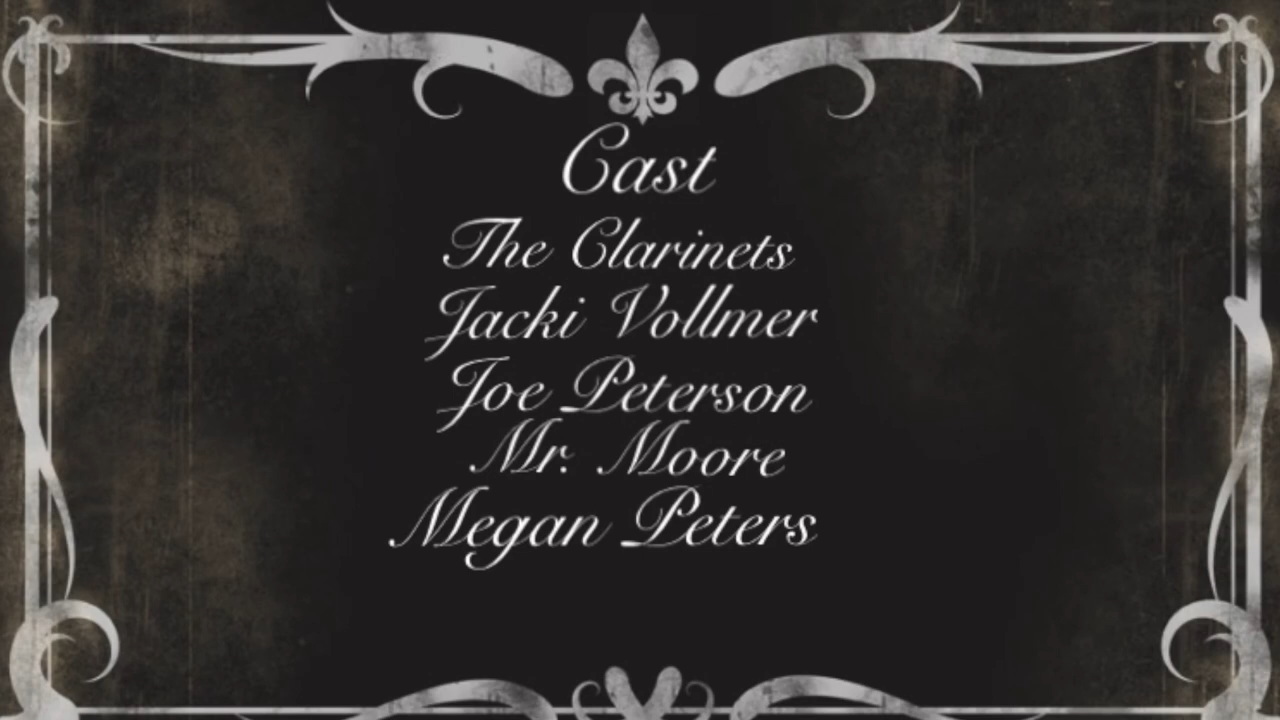 Cast
The Clarinets
Jacki Vollmer
Joe Peterson
Mr. Moore
Megan Peters